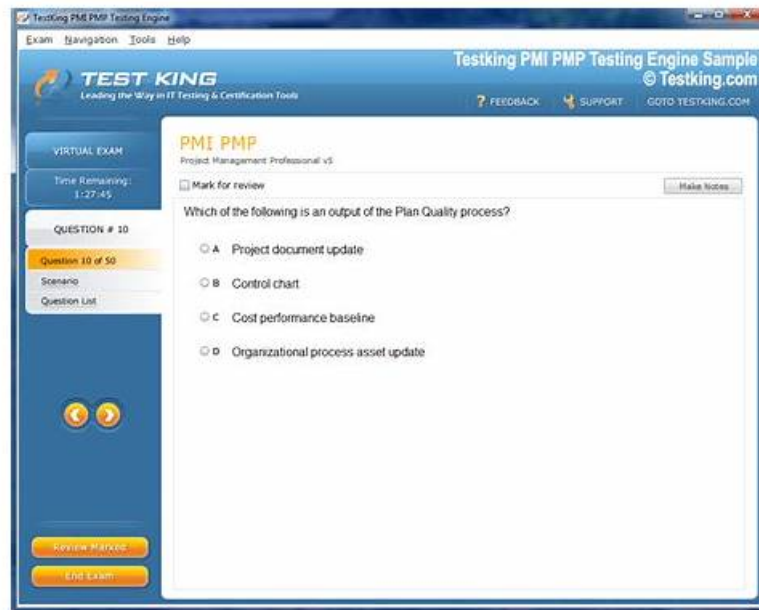 TestKing PMI PMP Testing Engine
Exam Navigation Tools Help
Testking PMI PMP Testing Engine Sample
© Testking.com
TEST KING
Leading the Way in IT Testing & Certification Tools
? FEEDBACK SUPPORT GOTO TESTKING.COM
VIRTUAL EXAM
Time Remaining:
1:27:45
QUESTION # 10
Question 10 of 50
Scenario
Question List
Review Marked
End Exam
PMI PMP
Project Management Professional v5
Mark for review
Make Notes
Which of the following is an output of the Plan Quality process?
A Project document update
B Control chart
C Cost performance baseline
D Organizational process asset update